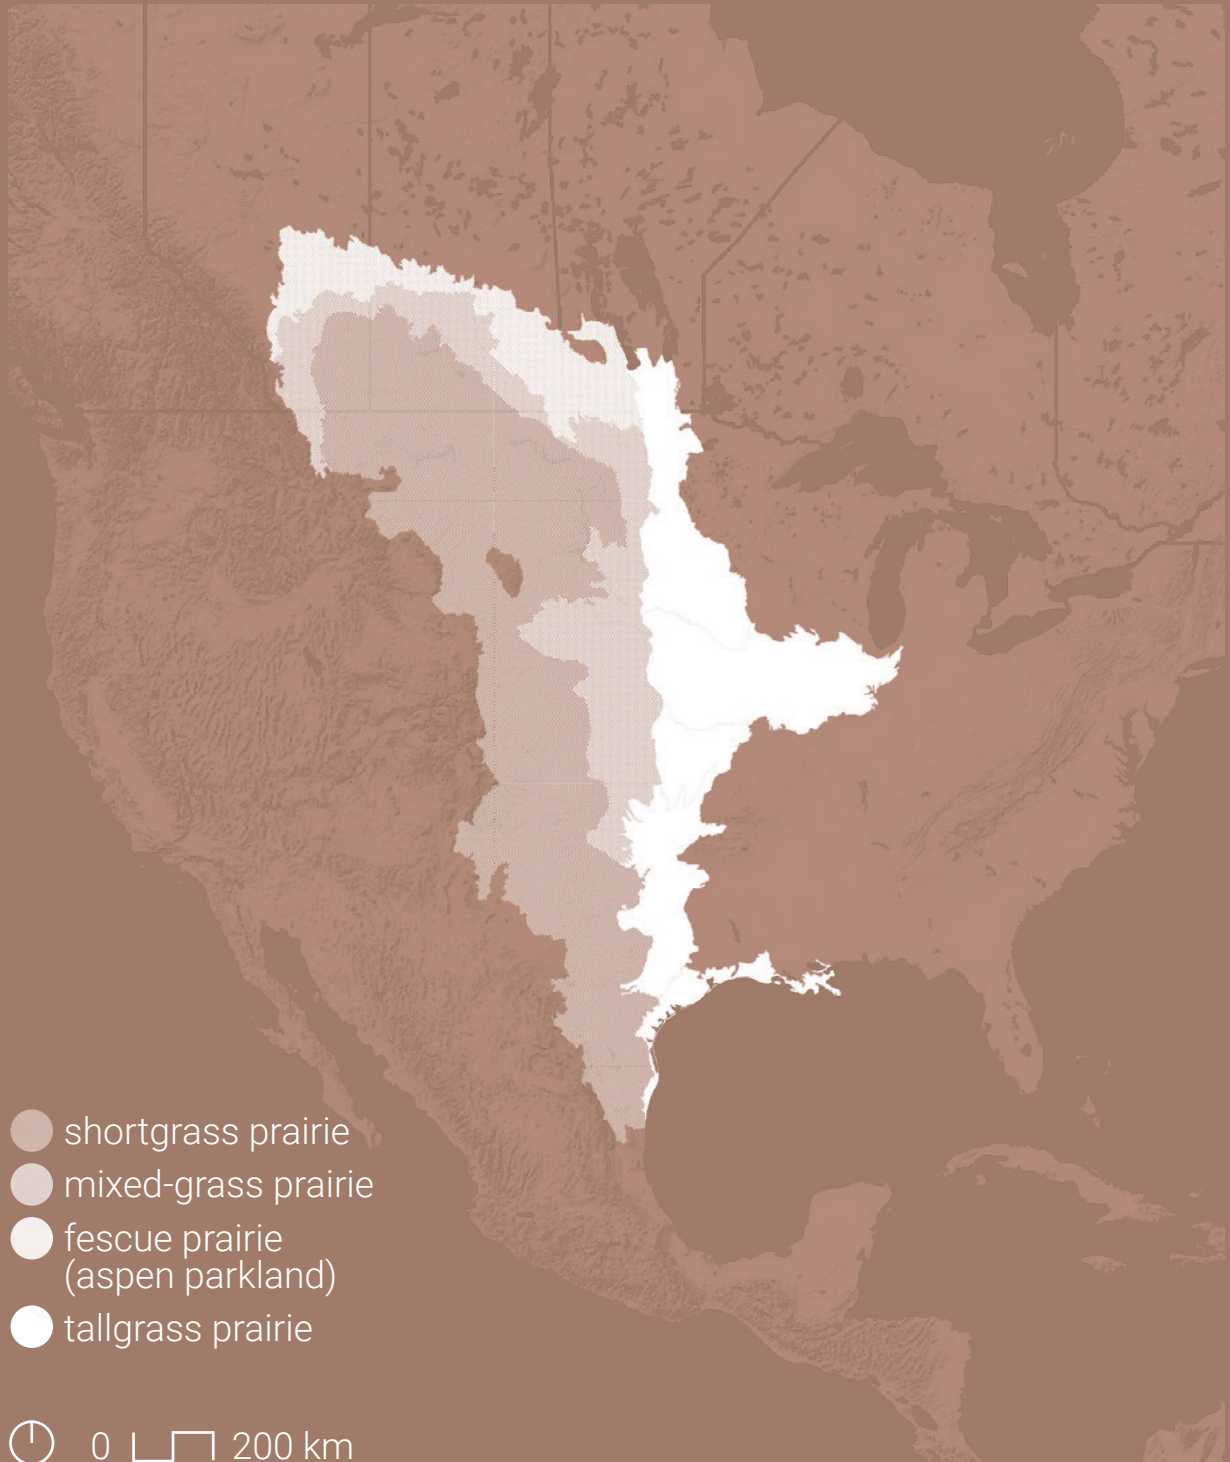 shortgrass prairie
mixed-grass prairie
fescue prairie
(aspen parkland)
tallgrass prairie
0 200 km